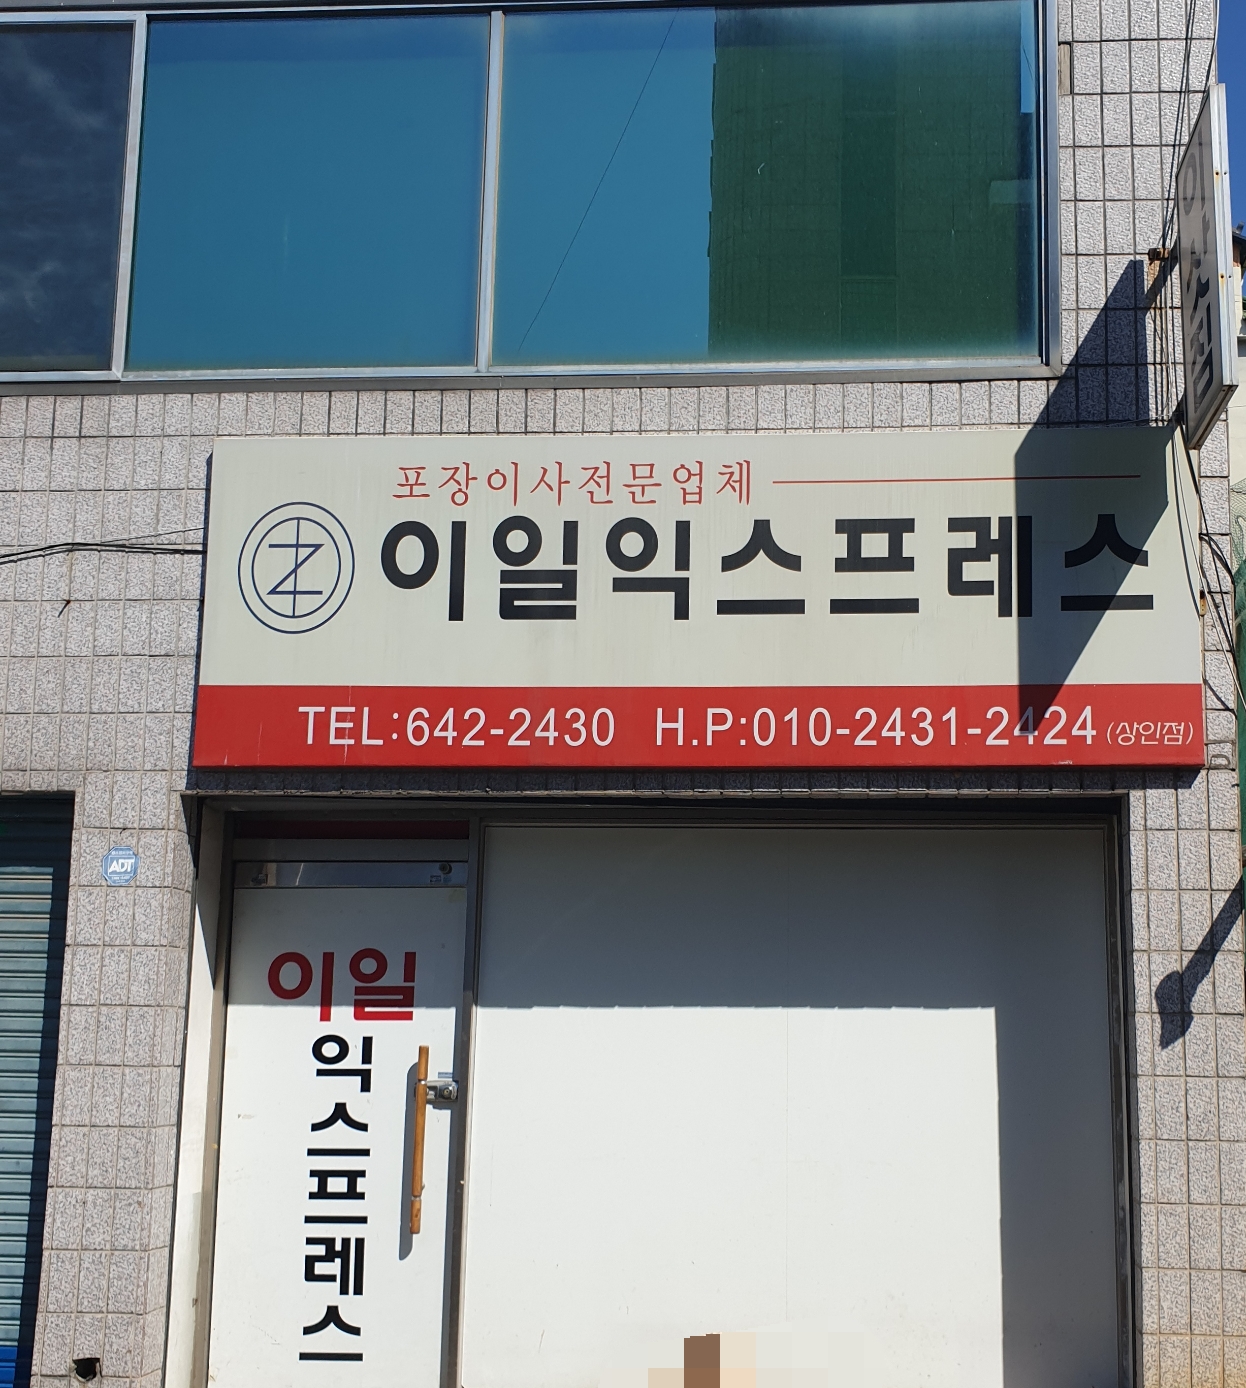 포장이사전문업체
이일익스프레스
TEL:642-2430 H.P:010-2431-2424 (상인점)
ADT
이일
익
스
프
레
스